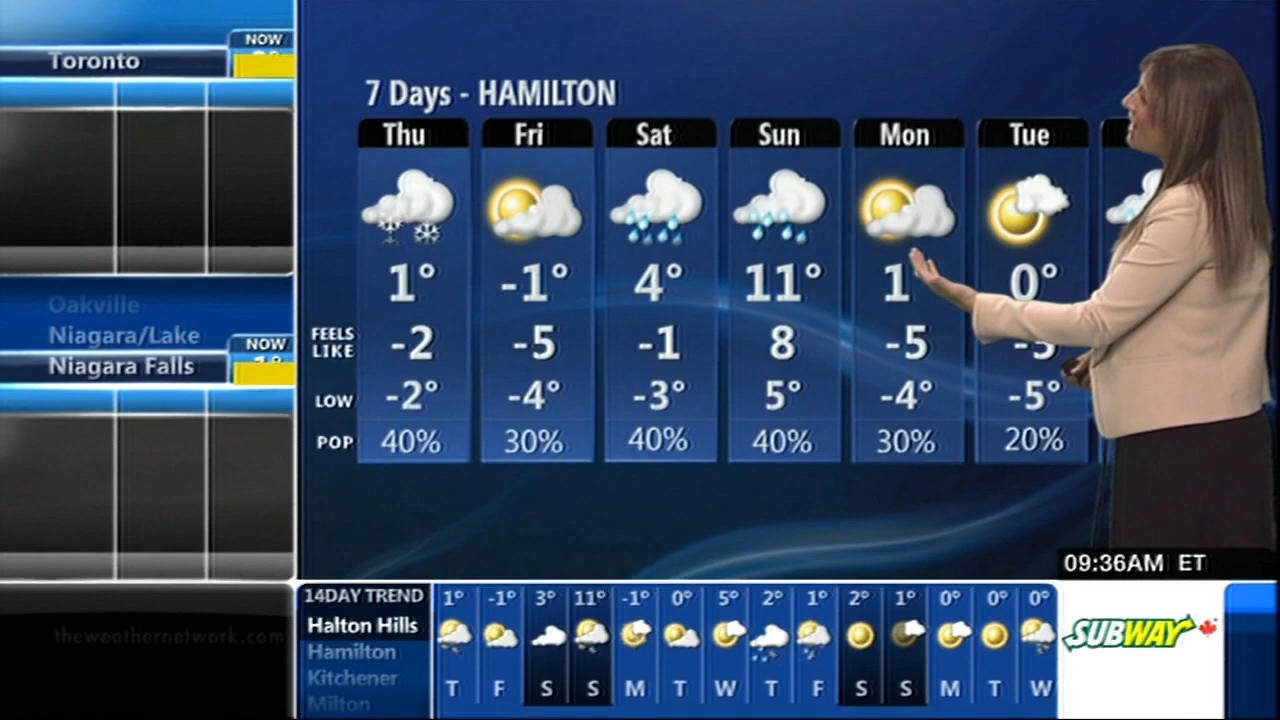 NOW
Toronto
7 Days - HAMILTON
Thu Fri Sat Sun Mon Tue
1° -1° 4° 11° 1 0°
FEELS LIKE -2 -5 -1 8 -5 -5
LOW -2° -4° -3° 5° -4° -5°
POP 40% 30% 40% 40% 30% 20%
Oakville
Niagara/Lake
NOW
Niagara Falls
09:36AM ET
14DAY TREND 1° -1° 3° 11° -1° 0° 5° 2° 1° 2° 1° 0° 0° 0°
Halton Hills
Hamilton
Kitchener
Milton
T F S S M T W T F S S M T W
theweathernetwork.com
SUBWAY